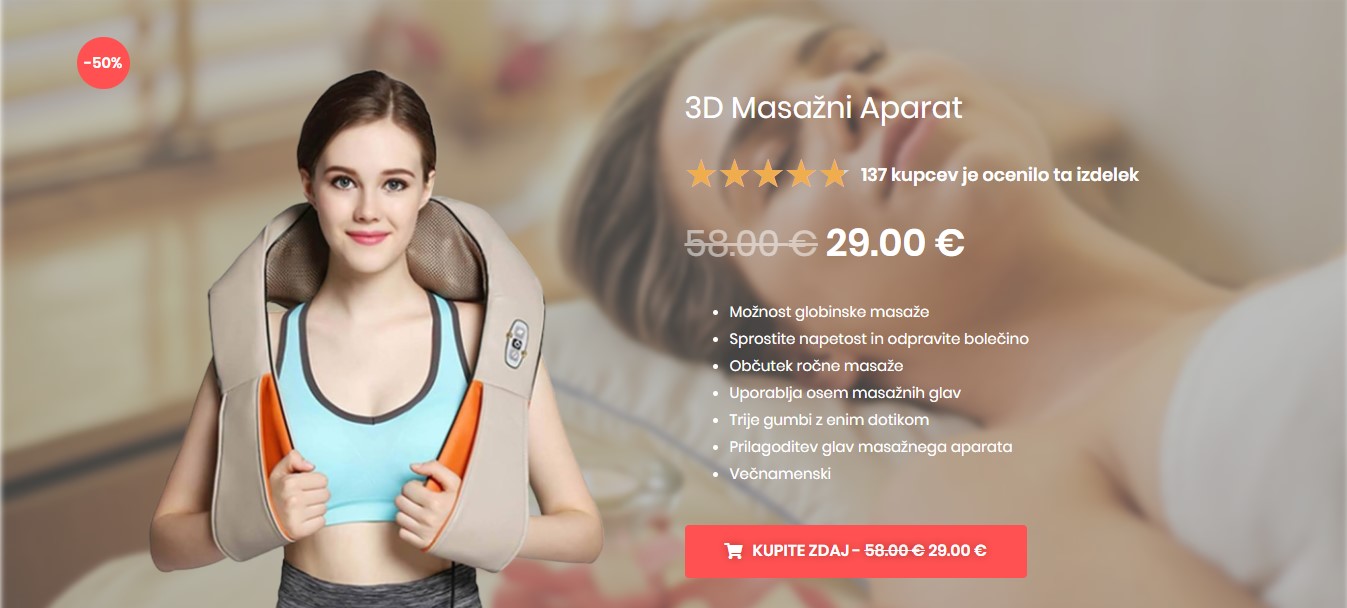 -50%
3D Masažni Aparat
137 kupcev je ocenilo ta izdelek
58.00 € 29.00 €
Možnost globinske masaže
Sprostite napetost in odpravite bolečino
Občutek ročne masaže
Uporablja osem masažnih glav
Trije gumbi z enim dotikom
Prilagoditev glav masažnega aparata
Večnamenski
KUPITE ZDAJ - 58.00 € 29.00 €